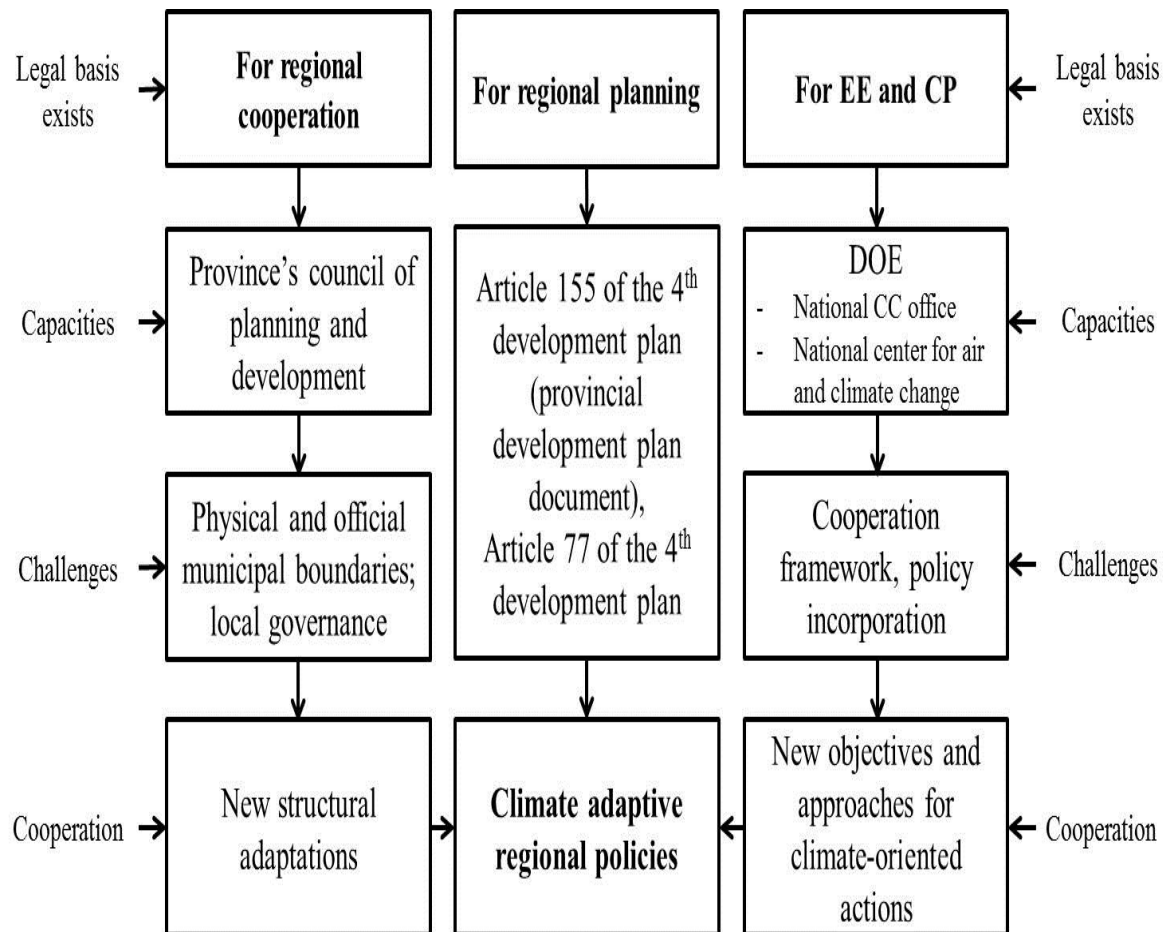 Legal basis
exists
For regional
cooperation
For regional planning
For EE and CP
Legal basis
exists
Capacities
Province's council of
planning and
development
Article 155 of the 4th
development plan
(provincial
development plan
document),
Article 77 of the 4th
development plan
DOE
- National CC office
- National center for air
and climate change
Capacities
Challenges
Physical and official
municipal boundaries;
local governance
Cooperation
framework, policy
incorporation
Challenges
Cooperation
New structural
adaptations
Climate adaptive
regional policies
New objectives and
approaches for
climate-oriented
actions
Cooperation